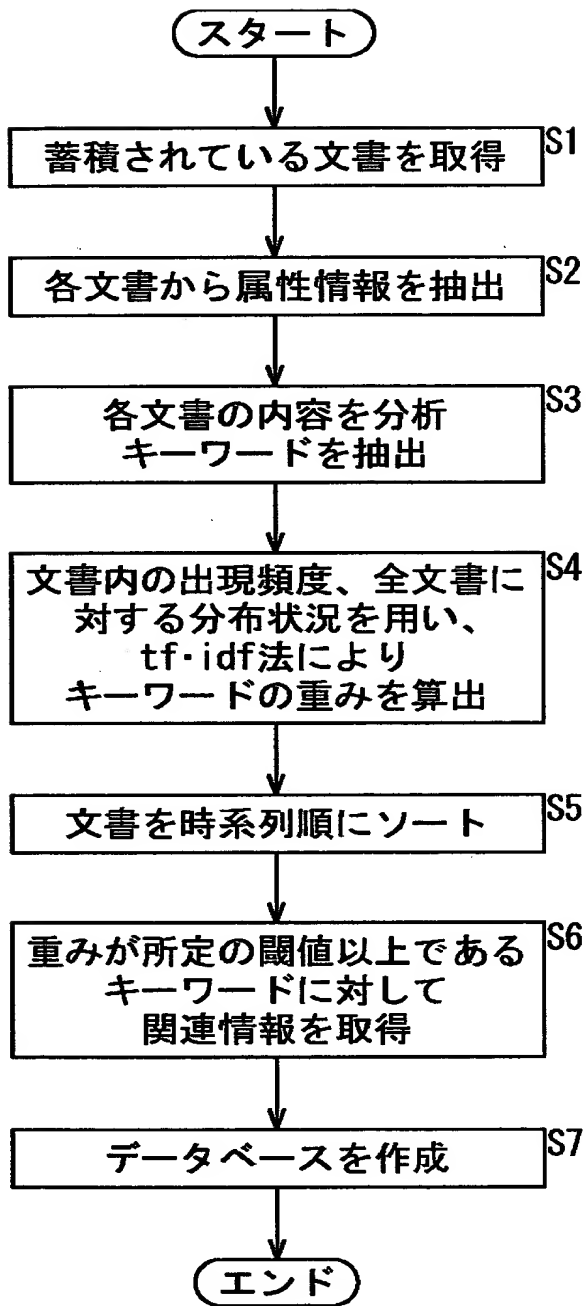 スタート
蓄積されている文書を取得
S1
各文書から属性情報を抽出
S2
各文書の内容を分析
キーワードを抽出
S3
文書内の出現頻度、全文書に
対する分布状況を用い、
tf・idf法により
キーワードの重みを算出
S4
文書を時系列順にソート
S5
重みが所定の閾値以上である
キーワードに対して
関連情報を取得
S6
データベースを作成
S7
エンド